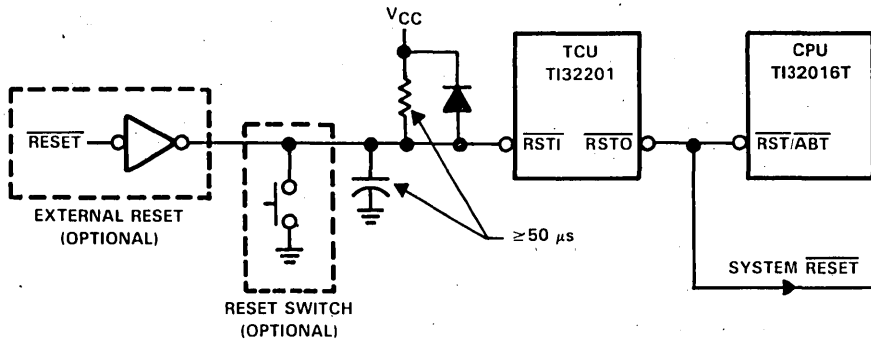 VCC
TCU
TI32201
CPU
TI32016T
RESET
RSTI
RSTO
RST/ABT
EXTERNAL RESET
(OPTIONAL)
≥50 μs
RESET SWITCH
(OPTIONAL)
SYSTEM RESET